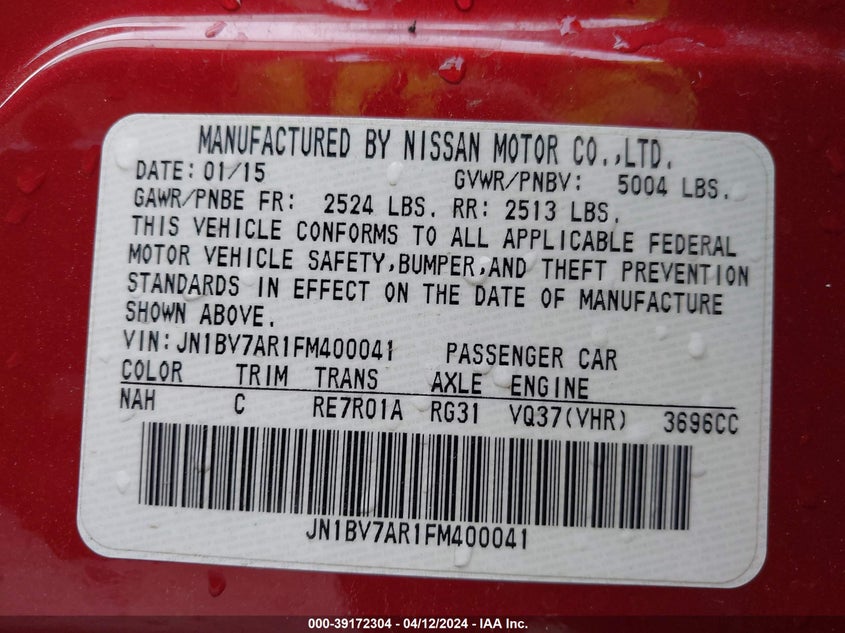 MANUFACTURED BY NISSAN MOTOR CO.,LTD.
DATE: 01/15 GVWR/PNBV: 5004 LBS.
GAWR/PNBE FR: 2524 LBS. RR: 2513 LBS.
THIS VEHICLE CONFORMS TO ALL APPLICABLE FEDERAL
MOTOR VEHICLE SAFETY,BUMPER,AND THEFT PREVENTION
STANDARDS IN EFFECT ON THE DATE OF MANUFACTURE
SHOWN ABOVE.
VIN:JN1BV7AR1FM400041 PASSENGER CAR
COLOR TRIM TRANS AXLE ENGINE
NAH C RE7R01A RG31 VQ37(VHR) 3696CC
JN1BV7AR1FM400041
000-39172304 - 04/12/2024 - IAA Inc.